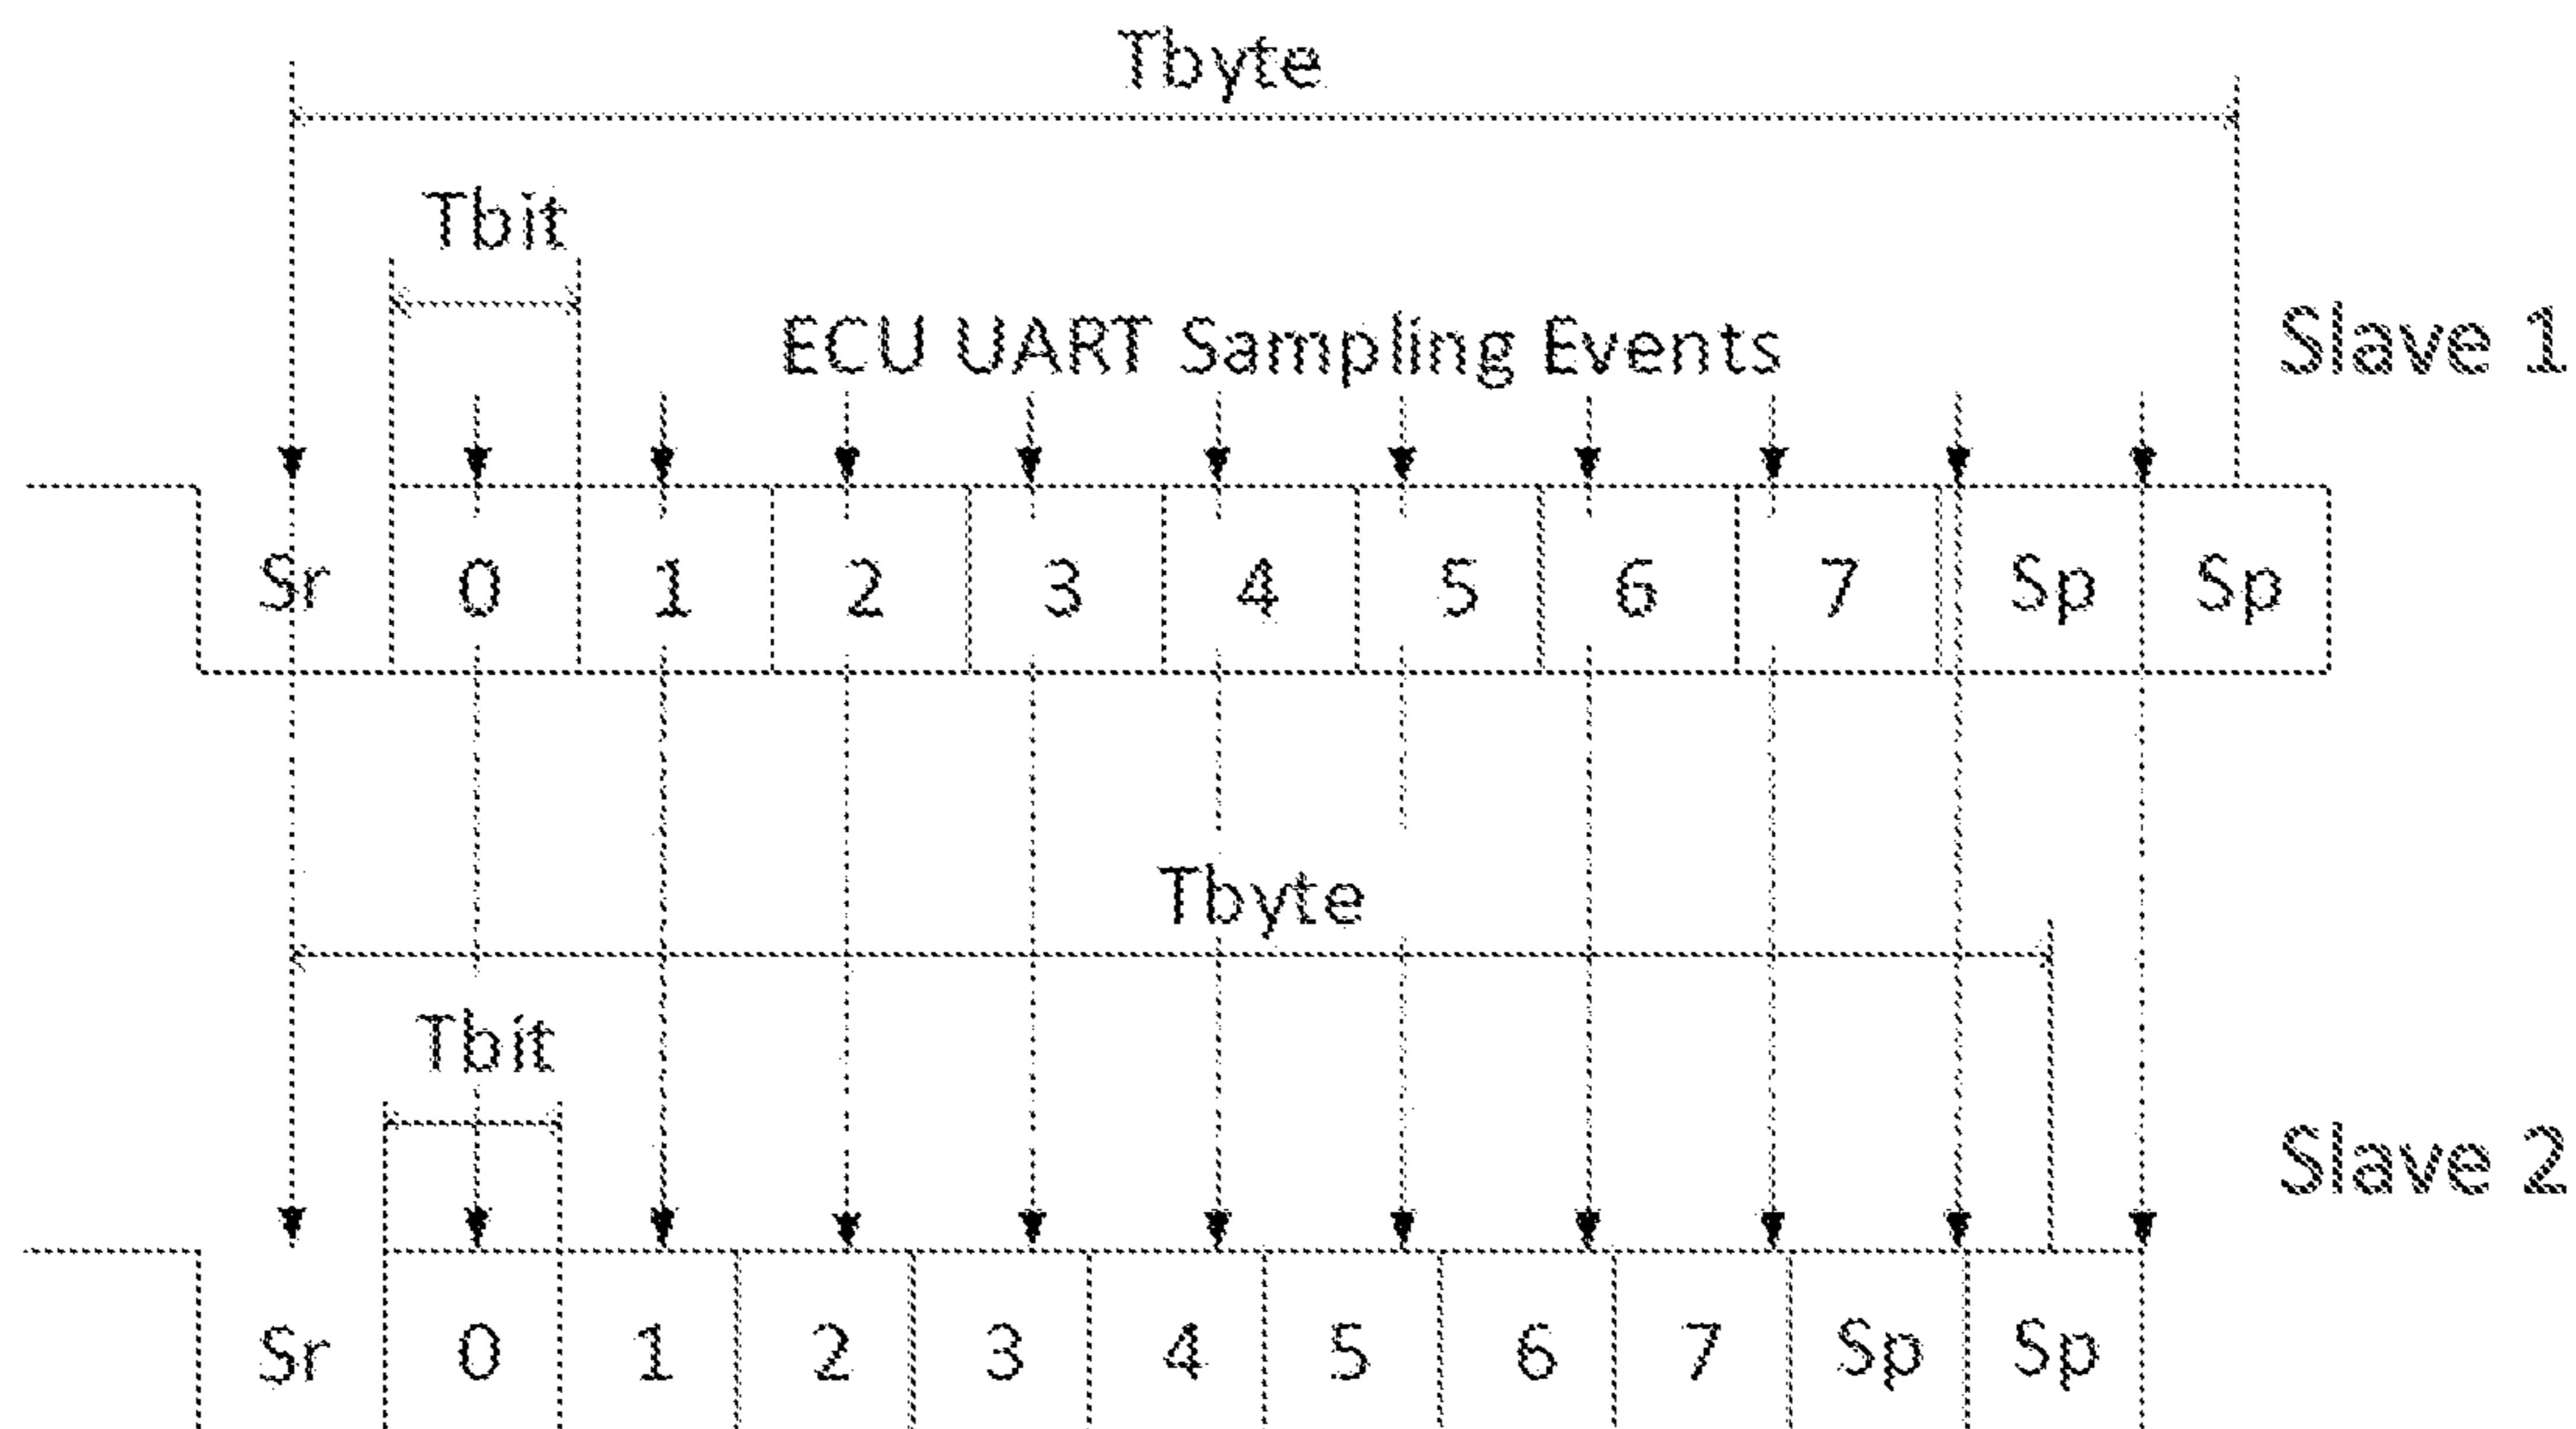 Tbyte
Tbit
ECU UART Sampling Events
Slave 1
Sr 0 1 2 3 4 5 6 7 Sp Sp
Tbyte
Tbit
Slave 2
Sr 0 1 2 3 4 5 6 7 Sp Sp